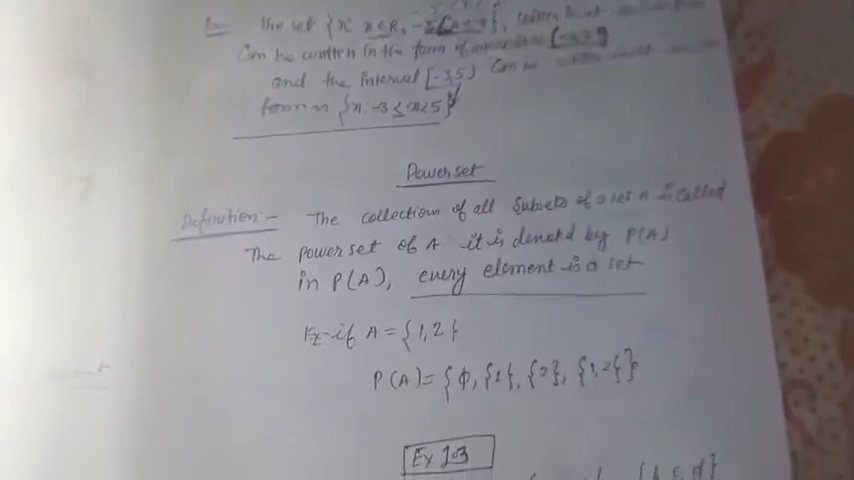 Ex:- The set {x: x ∈ R, -5 < x
Can be written in the form of
and the interval [-3,5) Can be
form as {x: -3 ≤ x < 5}
Power set
Definition:- The collection of all Subsets of a set A is called
The power set of A it is denoted by P(A)
in P(A), every element is a set
Ex- if A = {1,2}
P(A) = {φ, {1}, {2}, {1,2}}
Ex 1.3